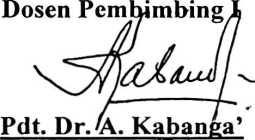 Dosen Pembimbing I
Pdt. Dr. A. Kabanga'